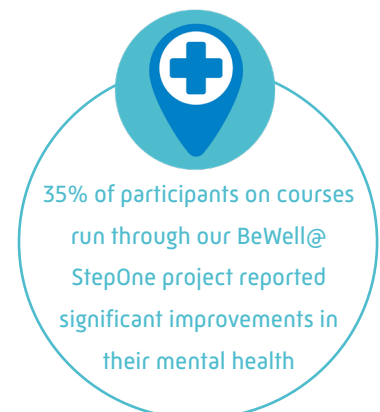 35% of participants on courses
run through our BeWell@
StepOne project reported
significant improvements in
their mental health